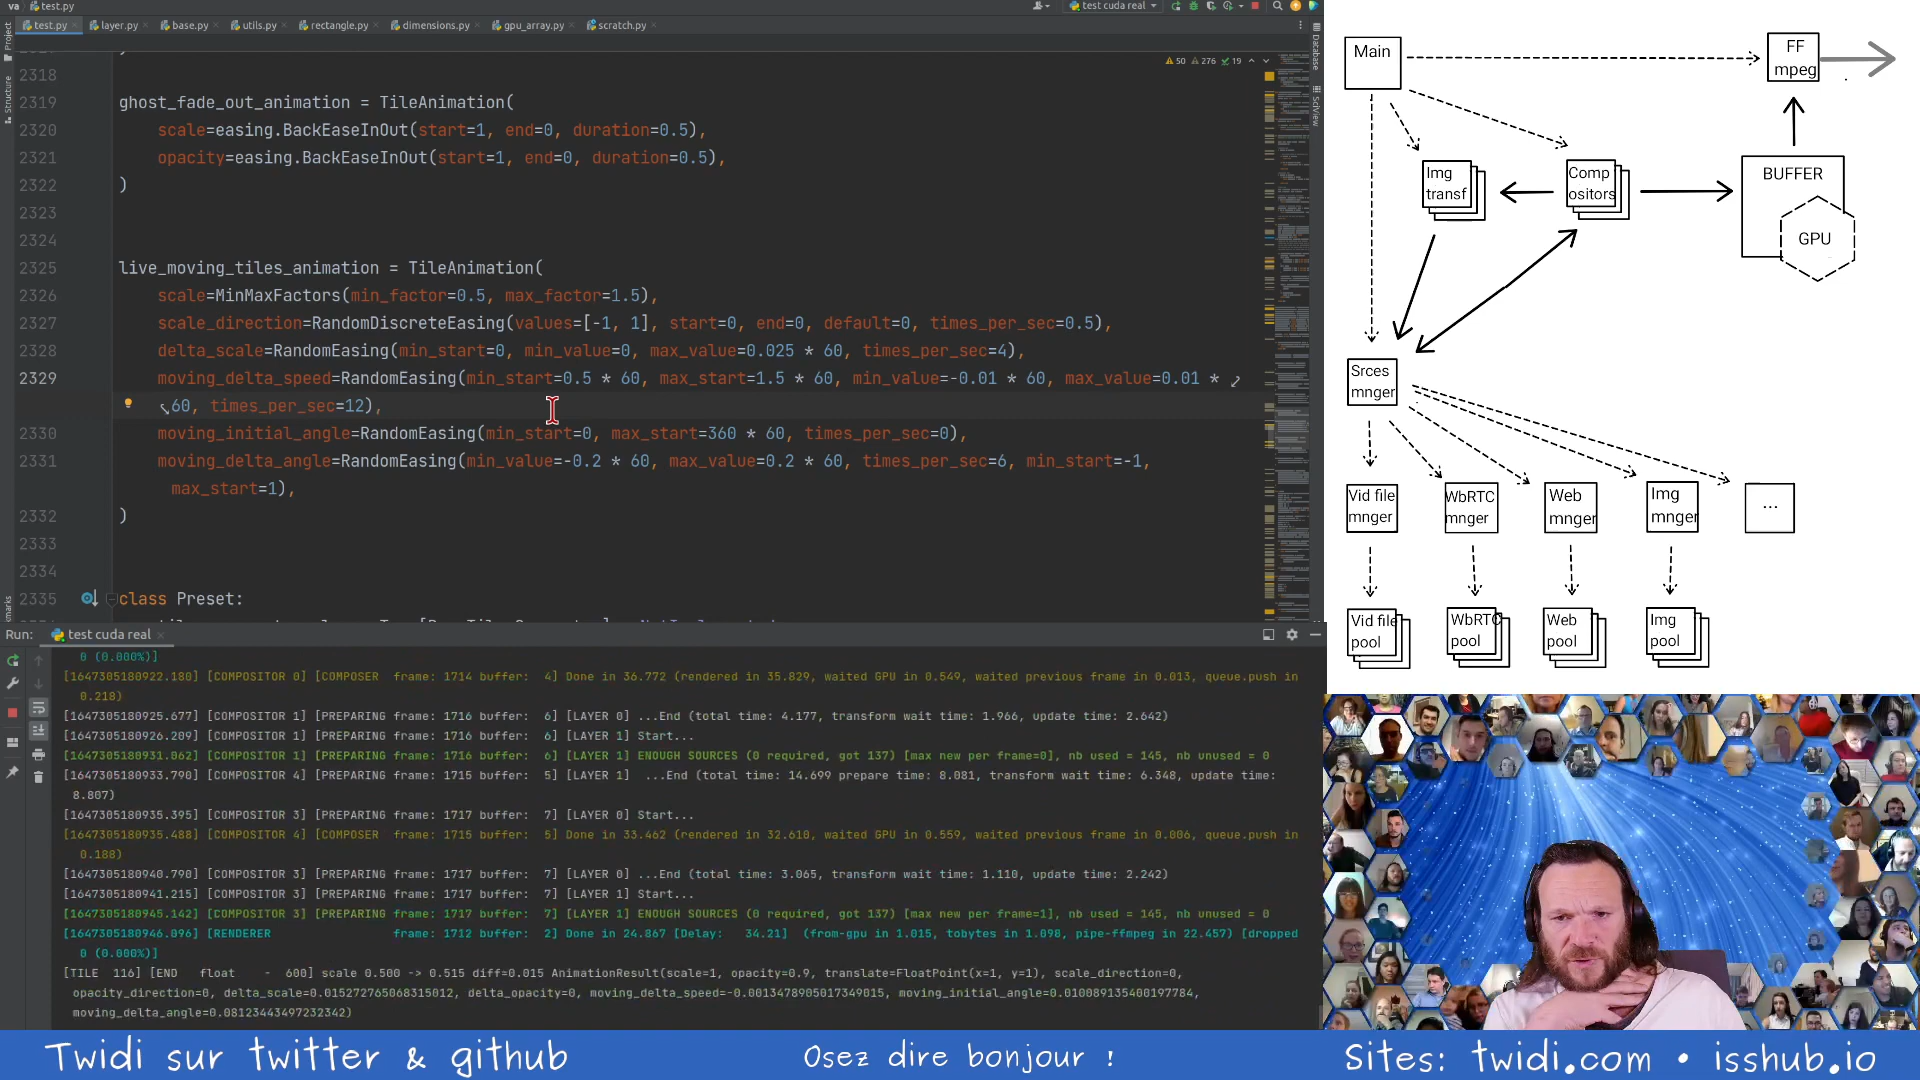 va
test.py
test cuda real
test.py
layer.py
base.py
utils.py
rectangle.py
dimensions.py
gpu_array.py
scratch.py
Project
Structure
Database
SciView
50 276 19
2318
2319 ghost_fade_out_animation = TileAnimation(
2320 scale=easing.BackEaseInOut(start=1, end=0, duration=0.5),
2321 opacity=easing.BackEaseInOut(start=1, end=0, duration=0.5),
2322 )
2323
2324
2325 live_moving_tiles_animation = TileAnimation(
2326 scale=MinMaxFactors(min_factor=0.5, max_factor=1.5),
2327 scale_direction=RandomDiscreteEasing(values=[-1, 1], start=0, end=0, default=0, times_per_sec=0.5),
2328 delta_scale=RandomEasing(min_start=0, min_value=0, max_value=0.025 * 60, times_per_sec=4),
2329 moving_delta_speed=RandomEasing(min_start=0.5 * 60, max_start=1.5 * 60, min_value=-0.01 * 60, max_value=0.01 *
60, times_per_sec=12),
2330 moving_initial_angle=RandomEasing(min_start=0, max_start=360 * 60, times_per_sec=0),
2331 moving_delta_angle=RandomEasing(min_value=-0.2 * 60, max_value=0.2 * 60, times_per_sec=6, min_start=-1,
max_start=1),
2332 )
2333
2334
2335 class Preset:
Run: test cuda real
0 (0.000%)]
[1647305180922.180] [COMPOSITOR 0] [COMPOSER frame: 1714 buffer: 4] Done in 36.772 (rendered in 35.829, waited GPU in 0.549, waited previous frame in 0.013, queue.push in
0.218)
[1647305180925.677] [COMPOSITOR 1] [PREPARING frame: 1716 buffer: 6] [LAYER 0] ...End (total time: 4.177, transform wait time: 1.966, update time: 2.642)
[1647305180926.209] [COMPOSITOR 1] [PREPARING frame: 1716 buffer: 6] [LAYER 1] Start...
[1647305180931.062] [COMPOSITOR 1] [PREPARING frame: 1716 buffer: 6] [LAYER 1] ENOUGH SOURCES (0 required, got 137) [max new per frame=0], nb used = 145, nb unused = 0
[1647305180933.790] [COMPOSITOR 4] [PREPARING frame: 1715 buffer: 5] [LAYER 1] ...End (total time: 14.699 prepare time: 8.081, transform wait time: 6.348, update time:
8.807)
[1647305180935.395] [COMPOSITOR 3] [PREPARING frame: 1717 buffer: 7] [LAYER 0] Start...
[1647305180935.488] [COMPOSITOR 4] [COMPOSER frame: 1715 buffer: 5] Done in 33.462 (rendered in 32.618, waited GPU in 0.559, waited previous frame in 0.006, queue.push in
0.188)
[1647305180940.790] [COMPOSITOR 3] [PREPARING frame: 1717 buffer: 7] [LAYER 0] ...End (total time: 3.065, transform wait time: 1.110, update time: 2.242)
[1647305180941.215] [COMPOSITOR 3] [PREPARING frame: 1717 buffer: 7] [LAYER 1] Start...
[1647305180945.142] [COMPOSITOR 3] [PREPARING frame: 1717 buffer: 7] [LAYER 1] ENOUGH SOURCES (0 required, got 137) [max new per frame=1], nb used = 145, nb unused = 0
[1647305180946.096] [RENDERER frame: 1712 buffer: 2] Done in 24.867 [Delay: 34.21] (from-gpu in 1.015, tobytes in 1.098, pipe-ffmpeg in 22.457) [dropped
0 (0.000%)]
[TILE 116] [END float - 600] scale 0.500 -> 0.515 diff=0.015 AnimationResult(scale=1, opacity=0.9, translate=FloatPoint(x=1, y=1), scale_direction=0,
opacity_direction=0, delta_scale=0.015272765068315012, delta_opacity=0, moving_delta_speed=-0.0013478905017349015, moving_initial_angle=0.010089135400197784,
moving_delta_angle=0.08123443497232342)
Main
FF
mpeg
Img
transf
Comp
ositors
BUFFER
GPU
Srces
mnger
Vid file
mnger
WbRTC
mnger
Web
mnger
Img
mnger
...
Vid file
pool
WbRTC
pool
Web
pool
Img
pool
Twidi sur twitter & github
Osez dire bonjour !
Sites: twidi.com • isshub.io